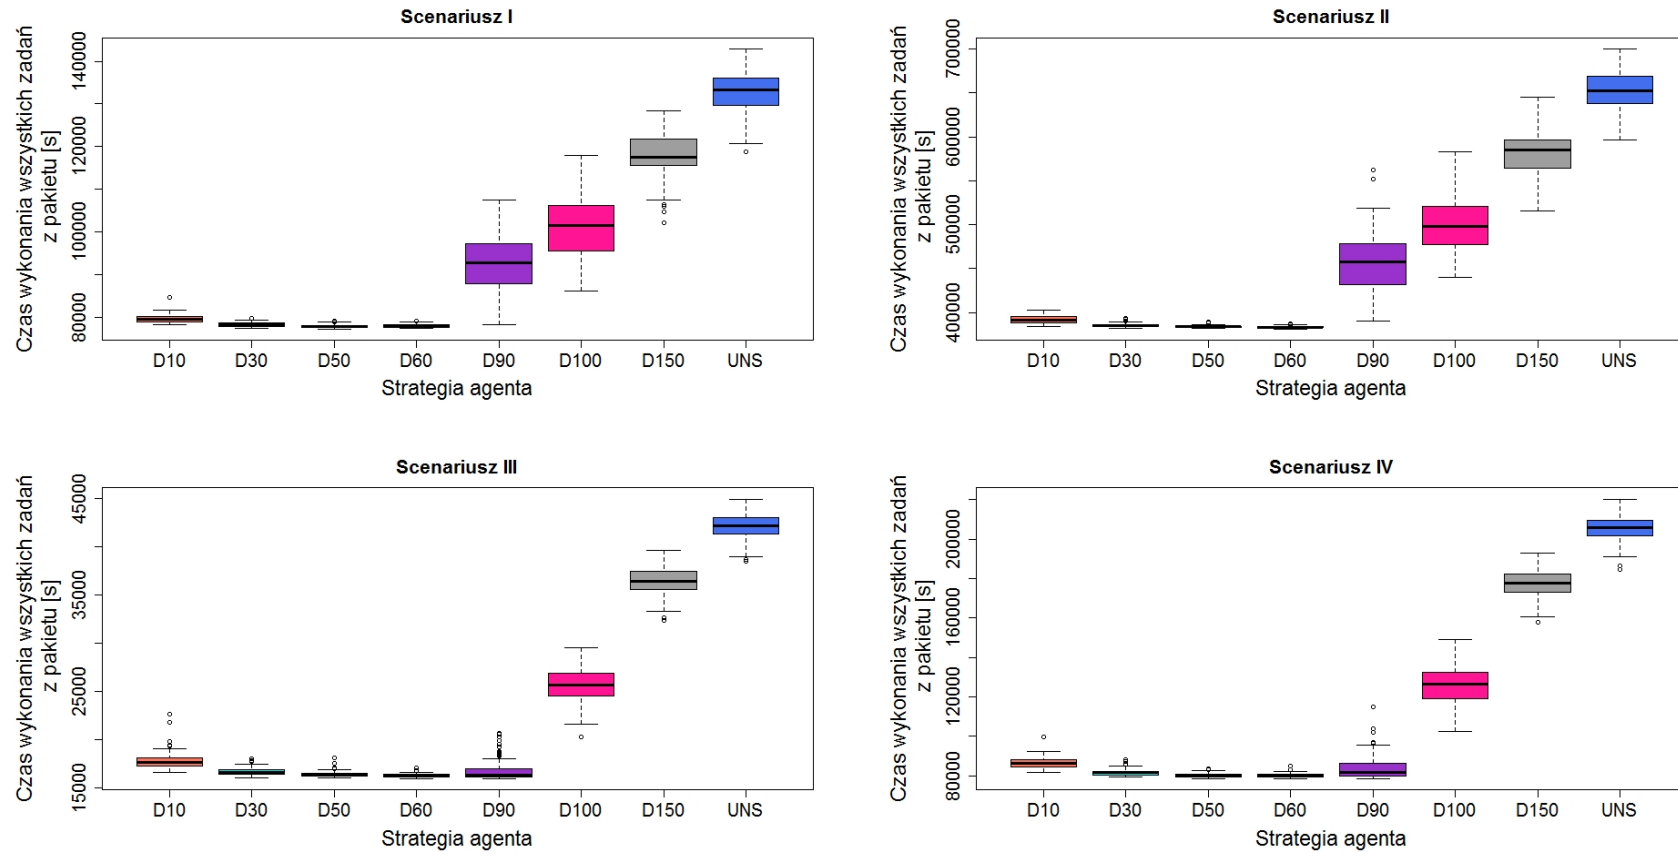 Scenariusz I
Czas wykonania wszystkich zadań
z pakietu [s]
140000
120000
100000
80000
D10 D30 D50 D60 D90 D100 D150 UNS
Strategia agenta
Scenariusz II
Czas wykonania wszystkich zadań
z pakietu [s]
700000
600000
500000
400000
D10 D30 D50 D60 D90 D100 D150 UNS
Strategia agenta
Scenariusz III
Czas wykonania wszystkich zadań
z pakietu [s]
45000
35000
25000
15000
D10 D30 D50 D60 D90 D100 D150 UNS
Strategia agenta
Scenariusz IV
Czas wykonania wszystkich zadań
z pakietu [s]
200000
160000
120000
80000
D10 D30 D50 D60 D90 D100 D150 UNS
Strategia agenta